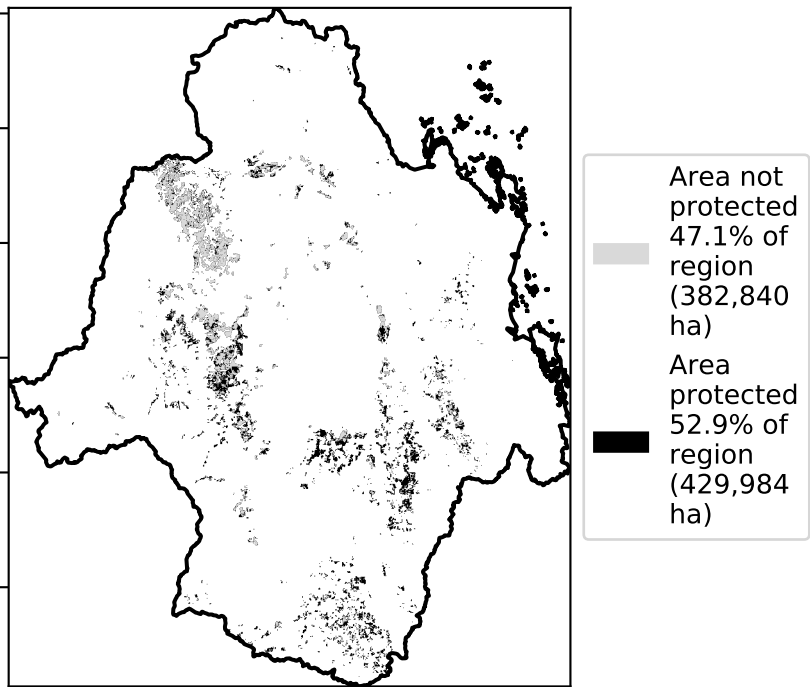 Area not
protected
47.1% of
region
(382,840
ha)
Area
protected
52.9% of
region
(429,984
ha)